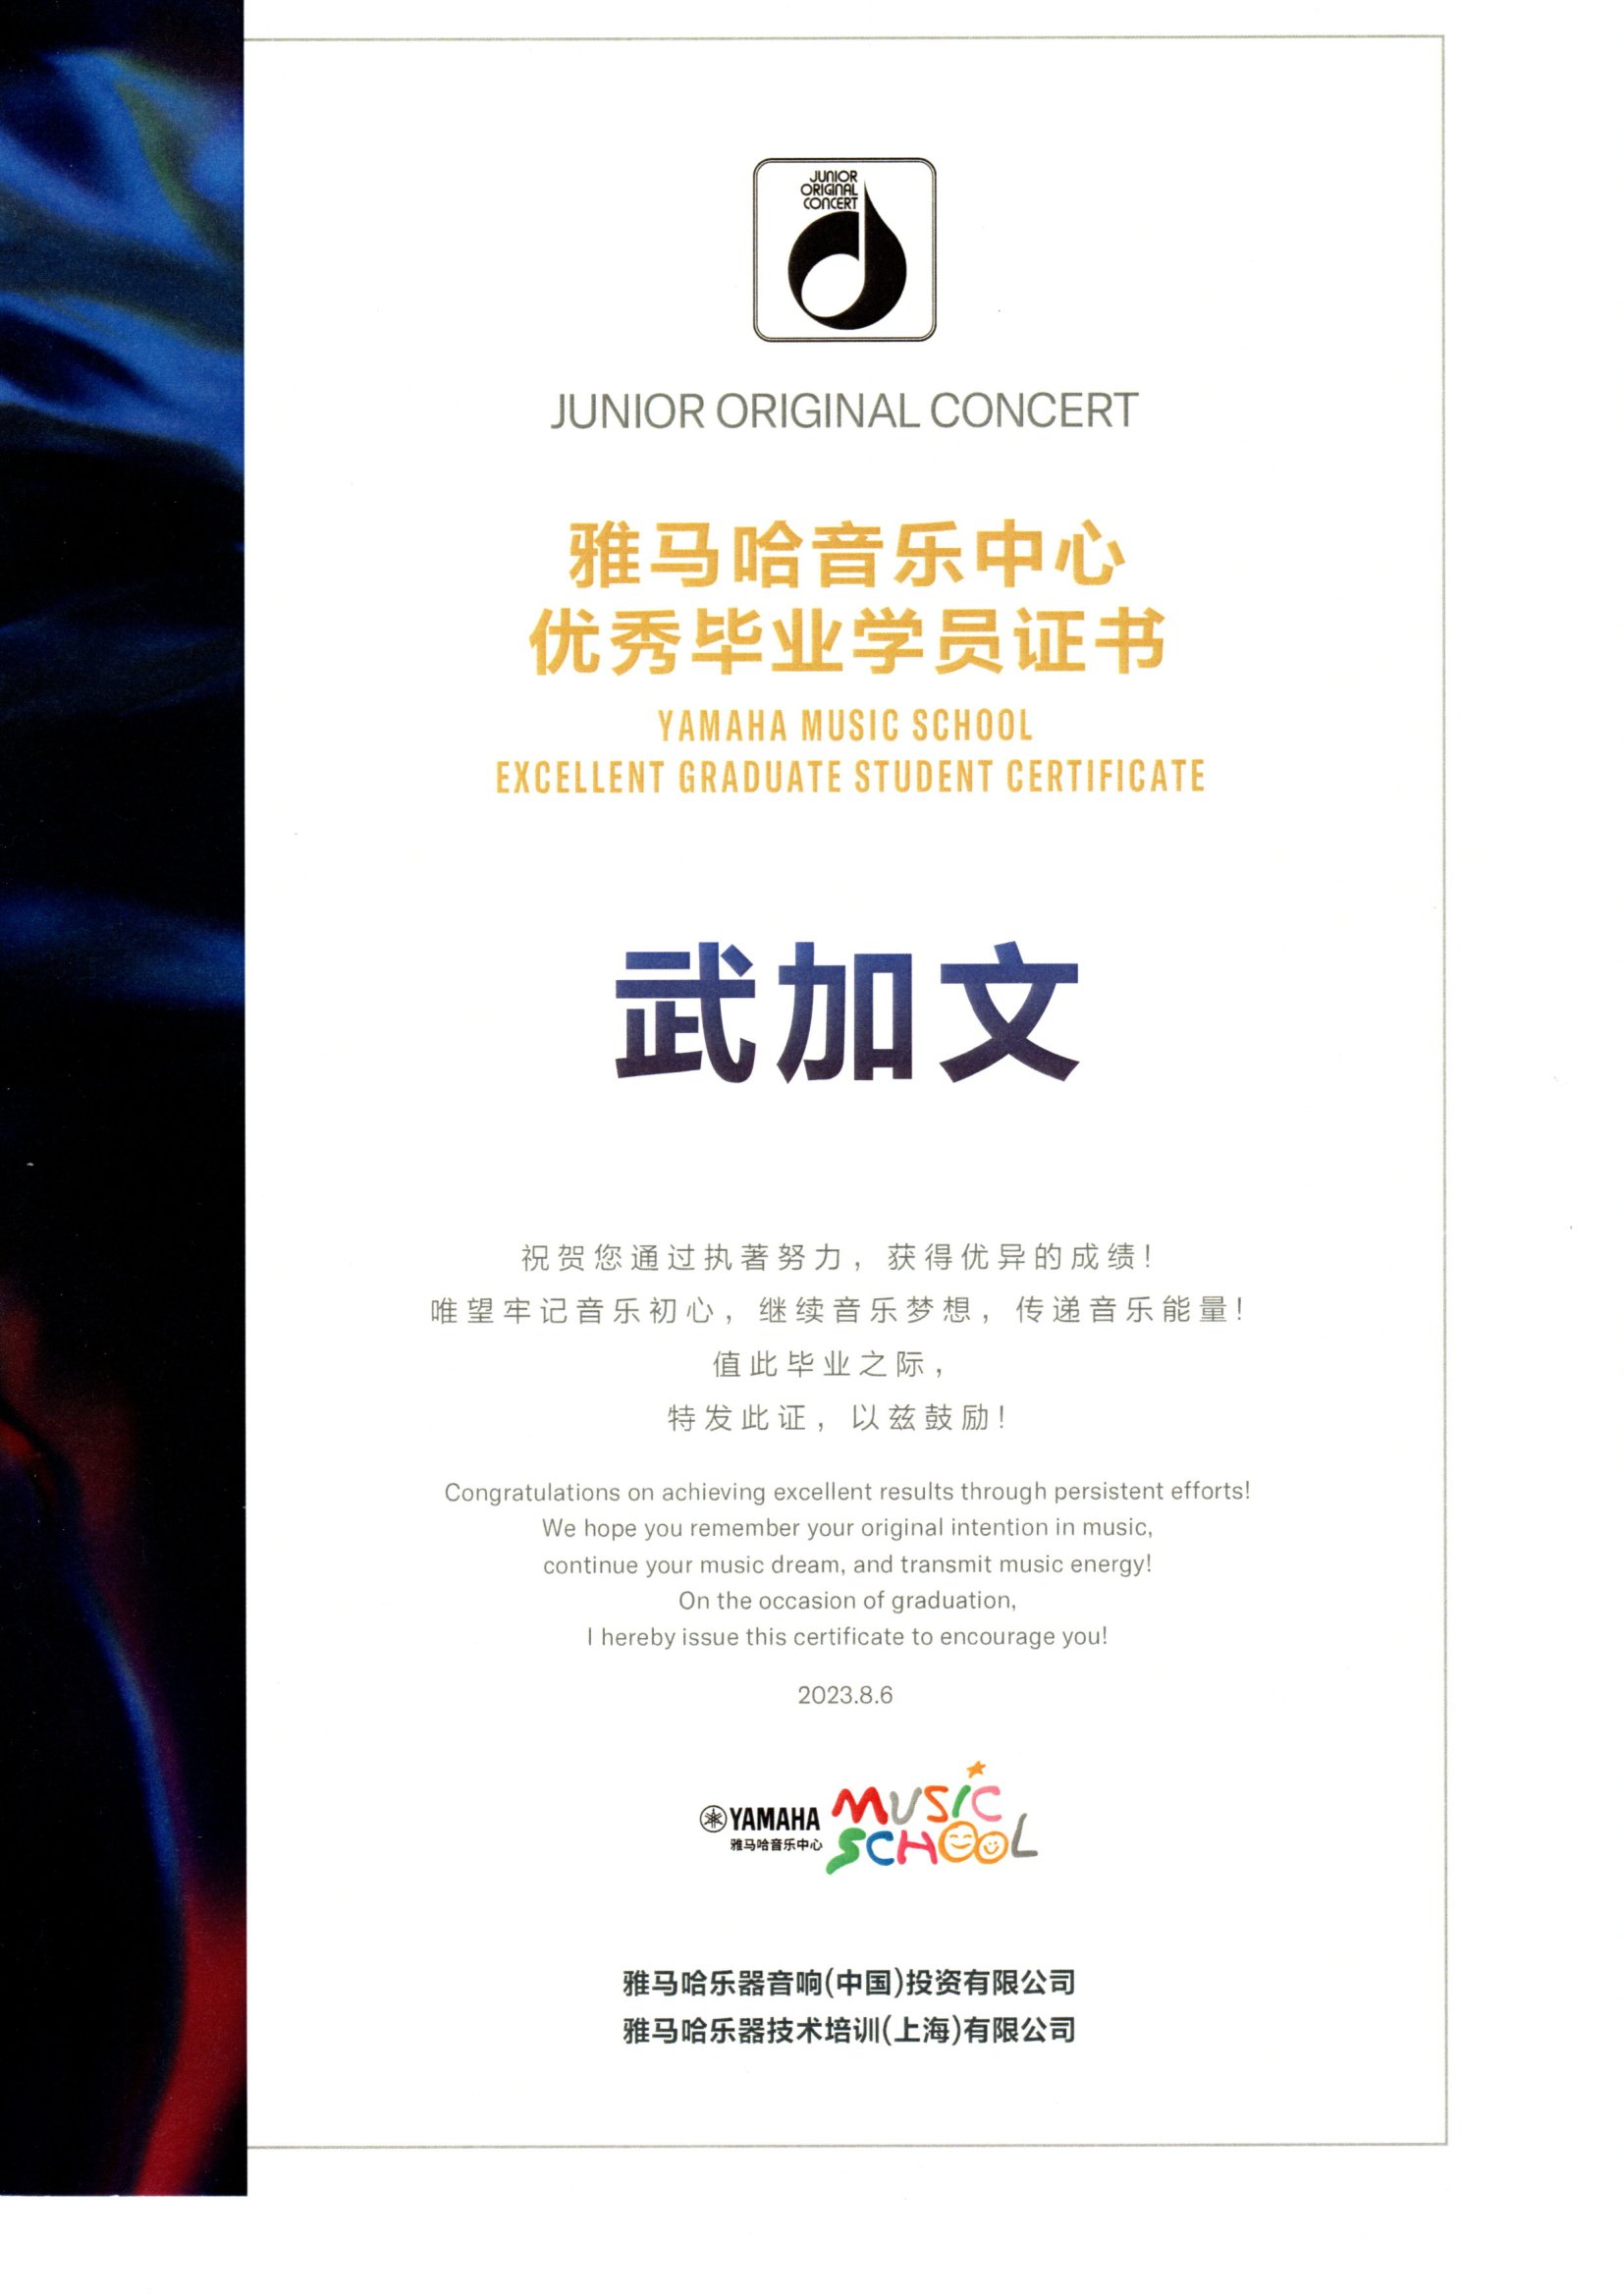 JUNIOR
ORIGINAL
CONCERT
JUNIOR ORIGINAL CONCERT
雅马哈音乐中心
优秀毕业学员证书
YAMAHA MUSIC SCHOOL
EXCELLENT GRADUATE STUDENT CERTIFICATE
武加文
祝贺您通过执著努力，获得优异的成绩！
唯望牢记音乐初心，继续音乐梦想，传递音乐能量！
值此毕业之际，
特发此证，以兹鼓励！
Congratulations on achieving excellent results through persistent efforts!
We hope you remember your original intention in music,
continue your music dream, and transmit music energy!
On the occasion of graduation,
I hereby issue this certificate to encourage you!
2023.8.6
YAMAHA
雅马哈音乐中心
MUSIC
SCHOOL
雅马哈乐器音响(中国)投资有限公司
雅马哈乐器技术培训(上海)有限公司